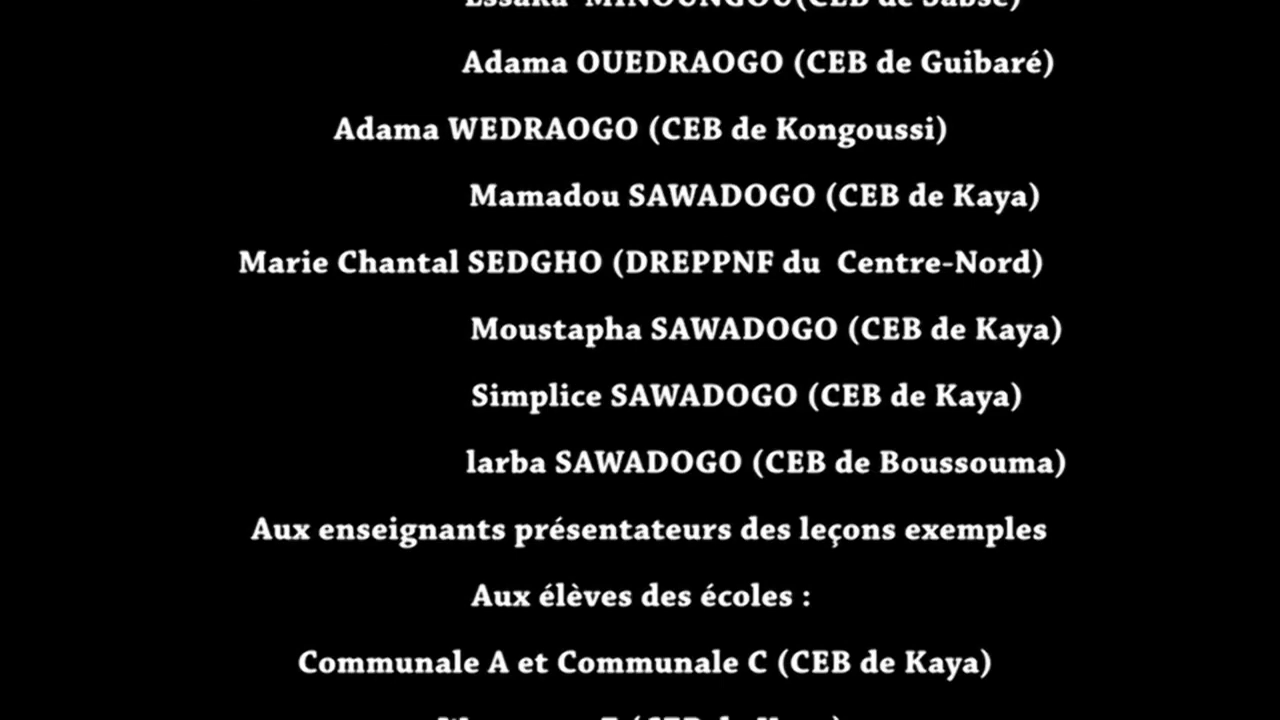 Essaka MINOUNGOU(CEB de Sabsé)
Adama OUEDRAOGO (CEB de Guibaré)
Adama WEDRAOGO (CEB de Kongoussi)
Mamadou SAWADOGO (CEB de Kaya)
Marie Chantal SEDGHO (DREPPNF du Centre-Nord)
Moustapha SAWADOGO (CEB de Kaya)
Simplice SAWADOGO (CEB de Kaya)
larba SAWADOGO (CEB de Boussouma)
Aux enseignants présentateurs des leçons exemples
Aux élèves des écoles :
Communale A et Communale C (CEB de Kaya)